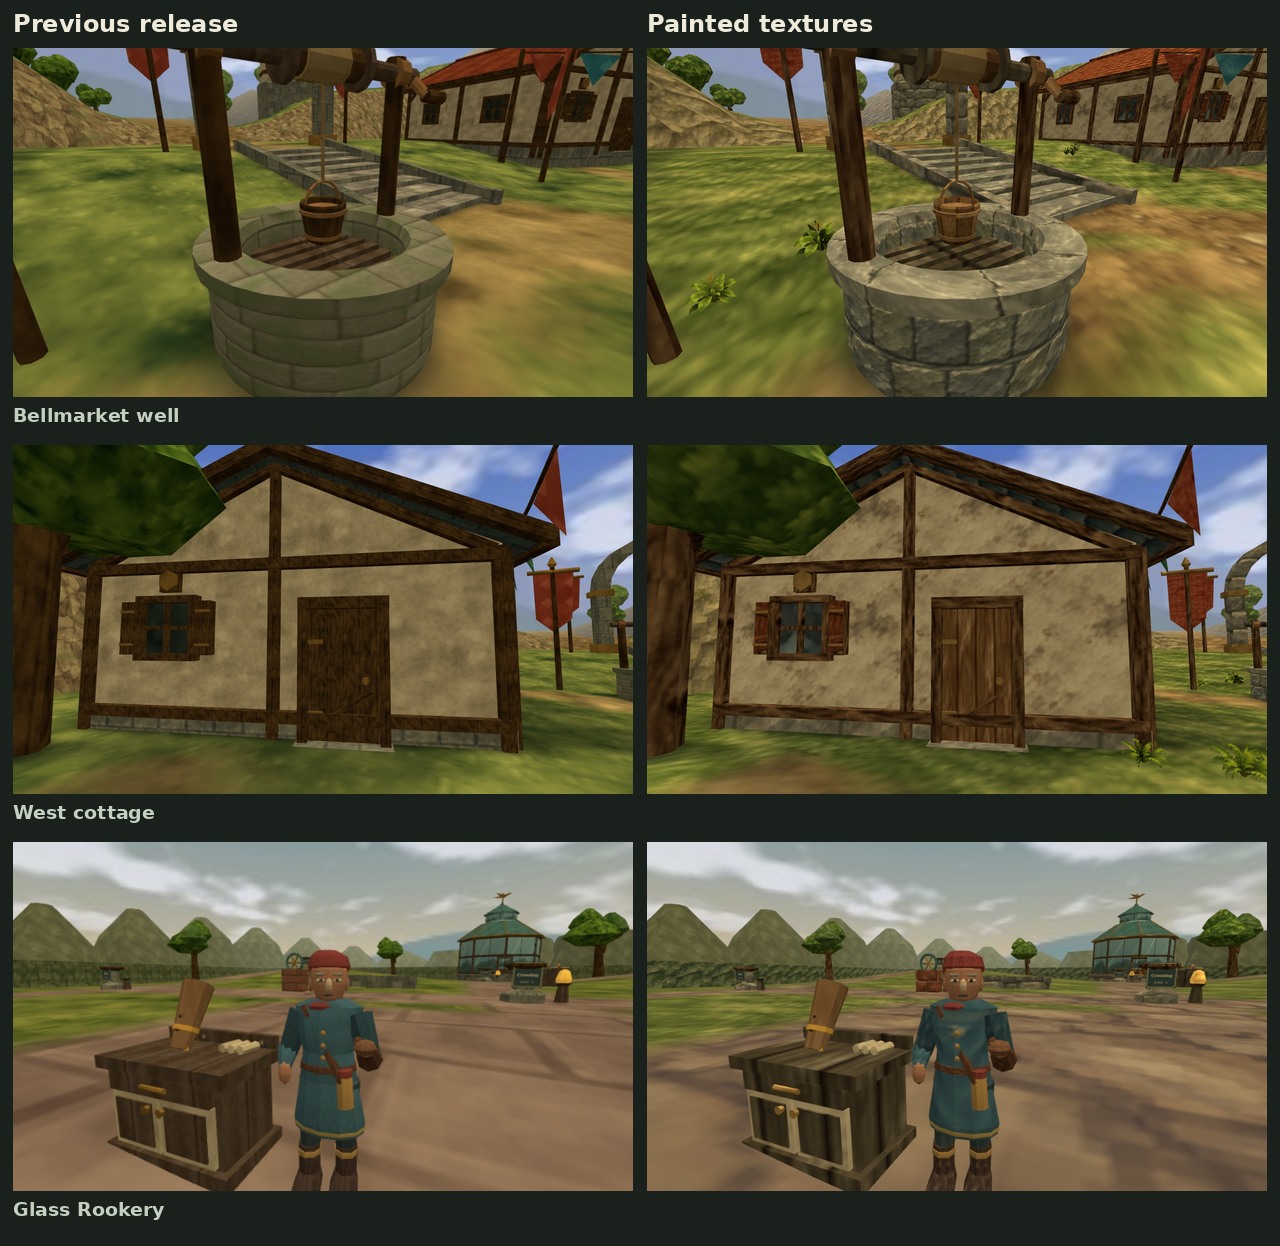 Previous release
Painted textures
Bellmarket well
West cottage
Glass Rookery